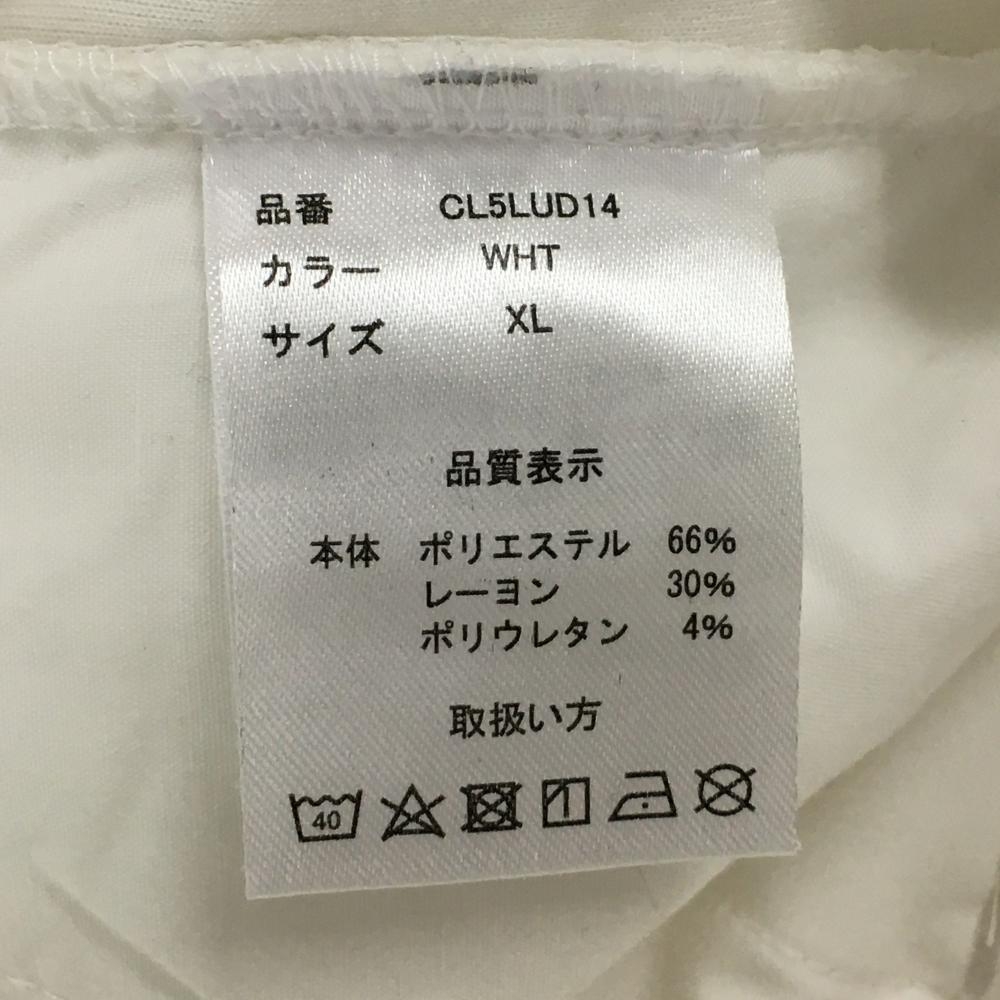 品番 CL5LUD14
カラー WHT
サイズ XL
品質表示
本体 ポリエステル 66%
レーヨン 30%
ポリウレタン 4%
取扱い方
40